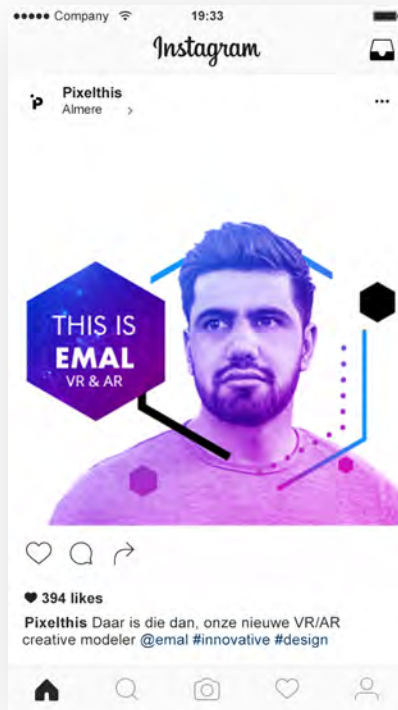 Company 19:33
Instagram
Pixelthis
Almere
THIS IS
EMAL
VR & AR
394 likes
Pixelthis Daar is die dan, onze nieuwe VR/AR
creative modeler @emal #innovative #design